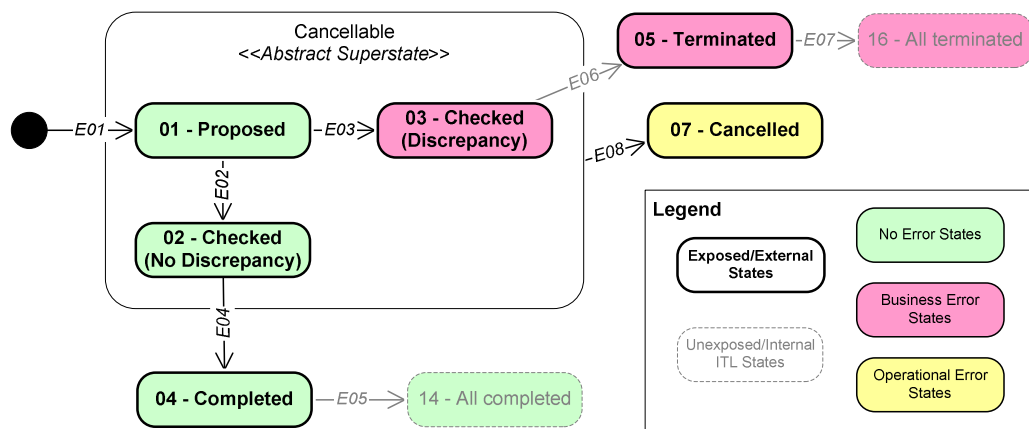 Cancellable
<<Abstract Superstate>>
05 - Terminated
E07
16 - All terminated
E06
E01
01 - Proposed
E03
03 - Checked
(Discrepancy)
07 - Cancelled
E08
E02
02 - Checked
(No Discrepancy)
E04
04 - Completed
E05
14 - All completed
Legend
Exposed/External
States
Unexposed/Internal
ITL States
No Error States
Business Error
States
Operational Error
States